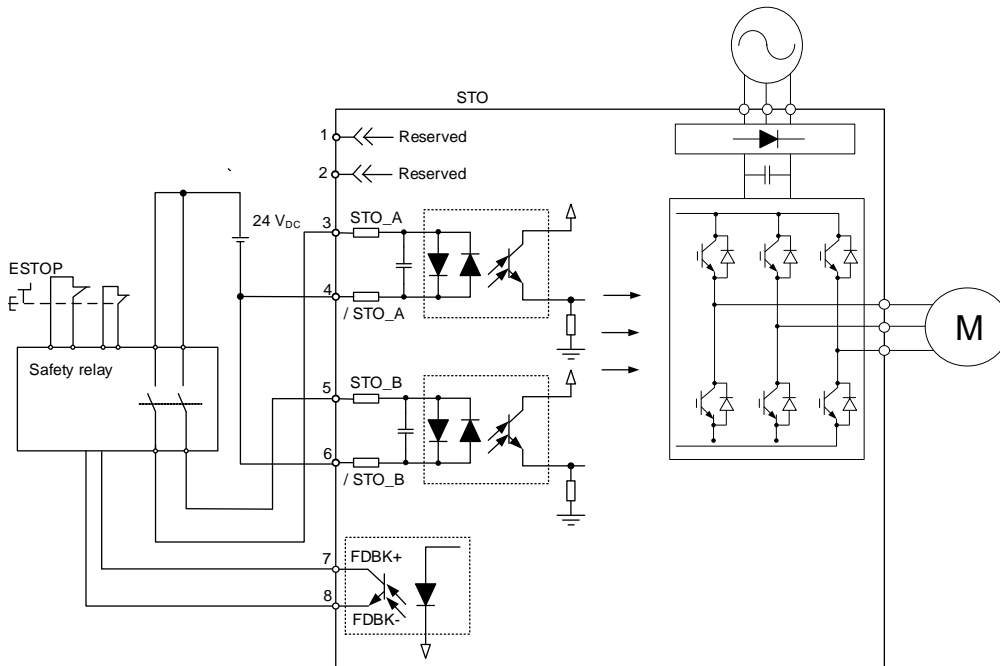 STO
1 Reserved
2 Reserved
24 VDC
3 STO_A
ESTOP
4 / STO_A
M
Safety relay
5 STO_B
6 / STO_B
7 FDBK+
8 FDBK-